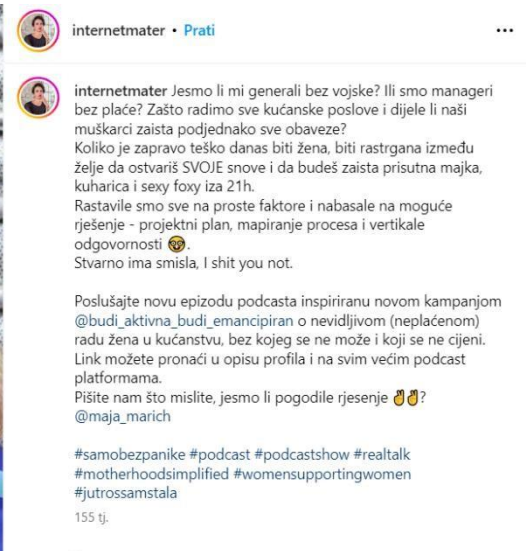 internetmater • Prati
internetmater Jesmo li mi generali bez vojske? Ili smo manageri
bez plaće? Zašto radimo sve kućanske poslove i dijele li naši
muškarci zaista podjednako sve obaveze?
Koliko je zapravo teško danas biti žena, biti rastrgana između
želje da ostvariš SVOJE snove i da budeš zaista prisutna majka,
kuharica i sexy foxy iza 21h.
Rastavile smo sve na proste faktore i nabasale na moguće
rješenje - projektni plan, mapiranje procesa i vertikale
odgovornosti 🤓.
Stvarno ima smisla, I shit you not.
Poslušajte novu epizodu podcasta inspiriranu novom kampanjom
@budi_aktivna_budi_emancipiran o nevidljivom (neplaćenom)
radu žena u kućanstvu, bez kojeg se ne može i koji se ne cijeni.
Link možete pronaći u opisu profila i na svim većim podcast
platformama.
Pišite nam što mislite, jesmo li pogodile rjesenje ✌️✌️?
@maja_marich
#samobezpanike #podcast #podcastshow #realtalk
#motherhoodsimplified #womensupportingwomen
#jutrossamstala
155 tj.